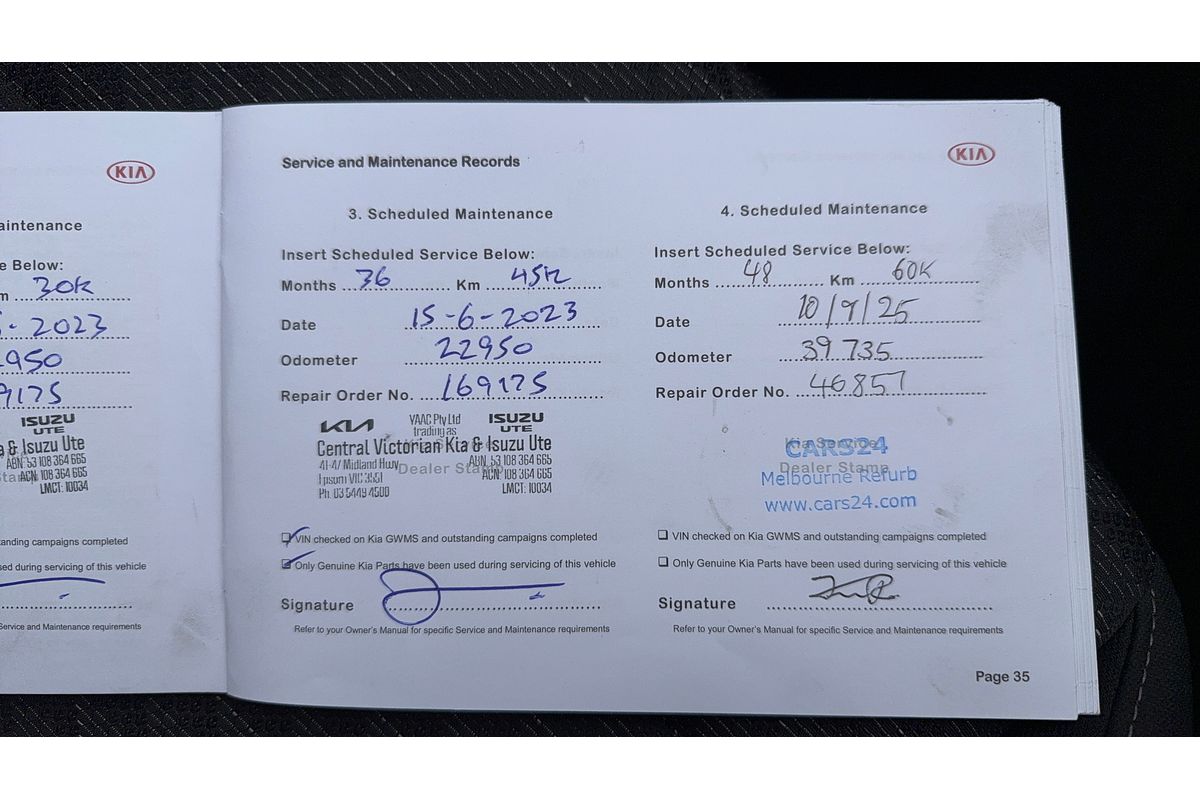 KIA
aintenance
e Below:
m 30K
-2023
950
9175
ISUZU
UTE
a & Isuzu Ute
ABN: 53 108 364 665
ACN: 108 364 665
LMCT: 10034
anding campaigns completed
ed during servicing of this vehicle
Service and Maintenance requirements
Service and Maintenance Records
KIA
3. Scheduled Maintenance
Insert Scheduled Service Below:
Months 36 Km 45K
Date 15-6-2023
Odometer 22950
Repair Order No. 169175
KIA YAAC Pty Ltd ISUZU
trading as UTE
Central Victorian Kia & Isuzu Ute
41-47 Midland Hwy Dealer Stamp ABN: 53 108 364 665
Epsom VIC 3551 ACN: 108 364 665
Ph: 03 5449 4500 LMCT: 10034
VIN checked on Kia GWMS and outstanding campaigns completed
Only Genuine Kia Parts have been used during servicing of this vehicle
Signature
Refer to your Owner's Manual for specific Service and Maintenance requirements
4. Scheduled Maintenance
Insert Scheduled Service Below:
Months 48 Km 60K
Date 10/9/25
Odometer 39735
Repair Order No. 46857
Kia Service
CARS24
Dealer Stamp
Melbourne Refurb
www.cars24.com
VIN checked on Kia GWMS and outstanding campaigns completed
Only Genuine Kia Parts have been used during servicing of this vehicle
Signature
Refer to your Owner's Manual for specific Service and Maintenance requirements
Page 35